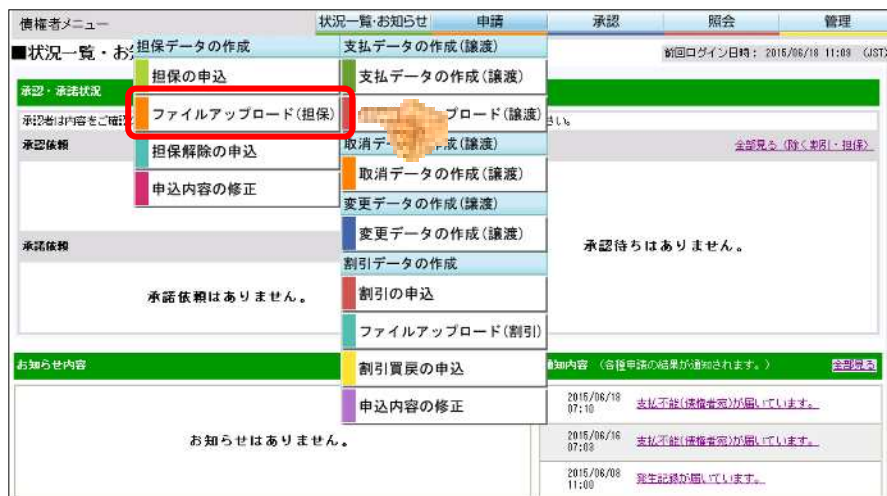 債権者メニュー
状況一覧・お知らせ
申請
承認
照会
管理
■状況一覧・お
前回ログイン日時： 2015/06/18 11:09 (JST)
担保データの作成
担保の申込
ファイルアップロード(担保)
担保解除の申込
申込内容の修正
支払データの作成(譲渡)
支払データの作成(譲渡)
プロード(譲渡)
取消デー
成(譲渡)
取消データの作成(譲渡)
変更データの作成(譲渡)
変更データの作成(譲渡)
割引データの作成
割引の申込
ファイルアップロード(割引)
割引買戻の申込
申込内容の修正
承認・承諾状況
承認者は内容をご確認
さい。
承認依頼
全部見る（除く割引・担保）
承認待ちはありません。
承諾依頼
承諾依頼はありません。
お知らせ内容
お知らせはありません。
通知内容 （各種申請の結果が通知されます。）
全部見る
2015/06/18
07:10
支払不能(債権者宛)が届いています。
2015/06/16
07:03
支払不能(債権者宛)が届いています。
2015/06/08
11:00
発生記録が届いています。